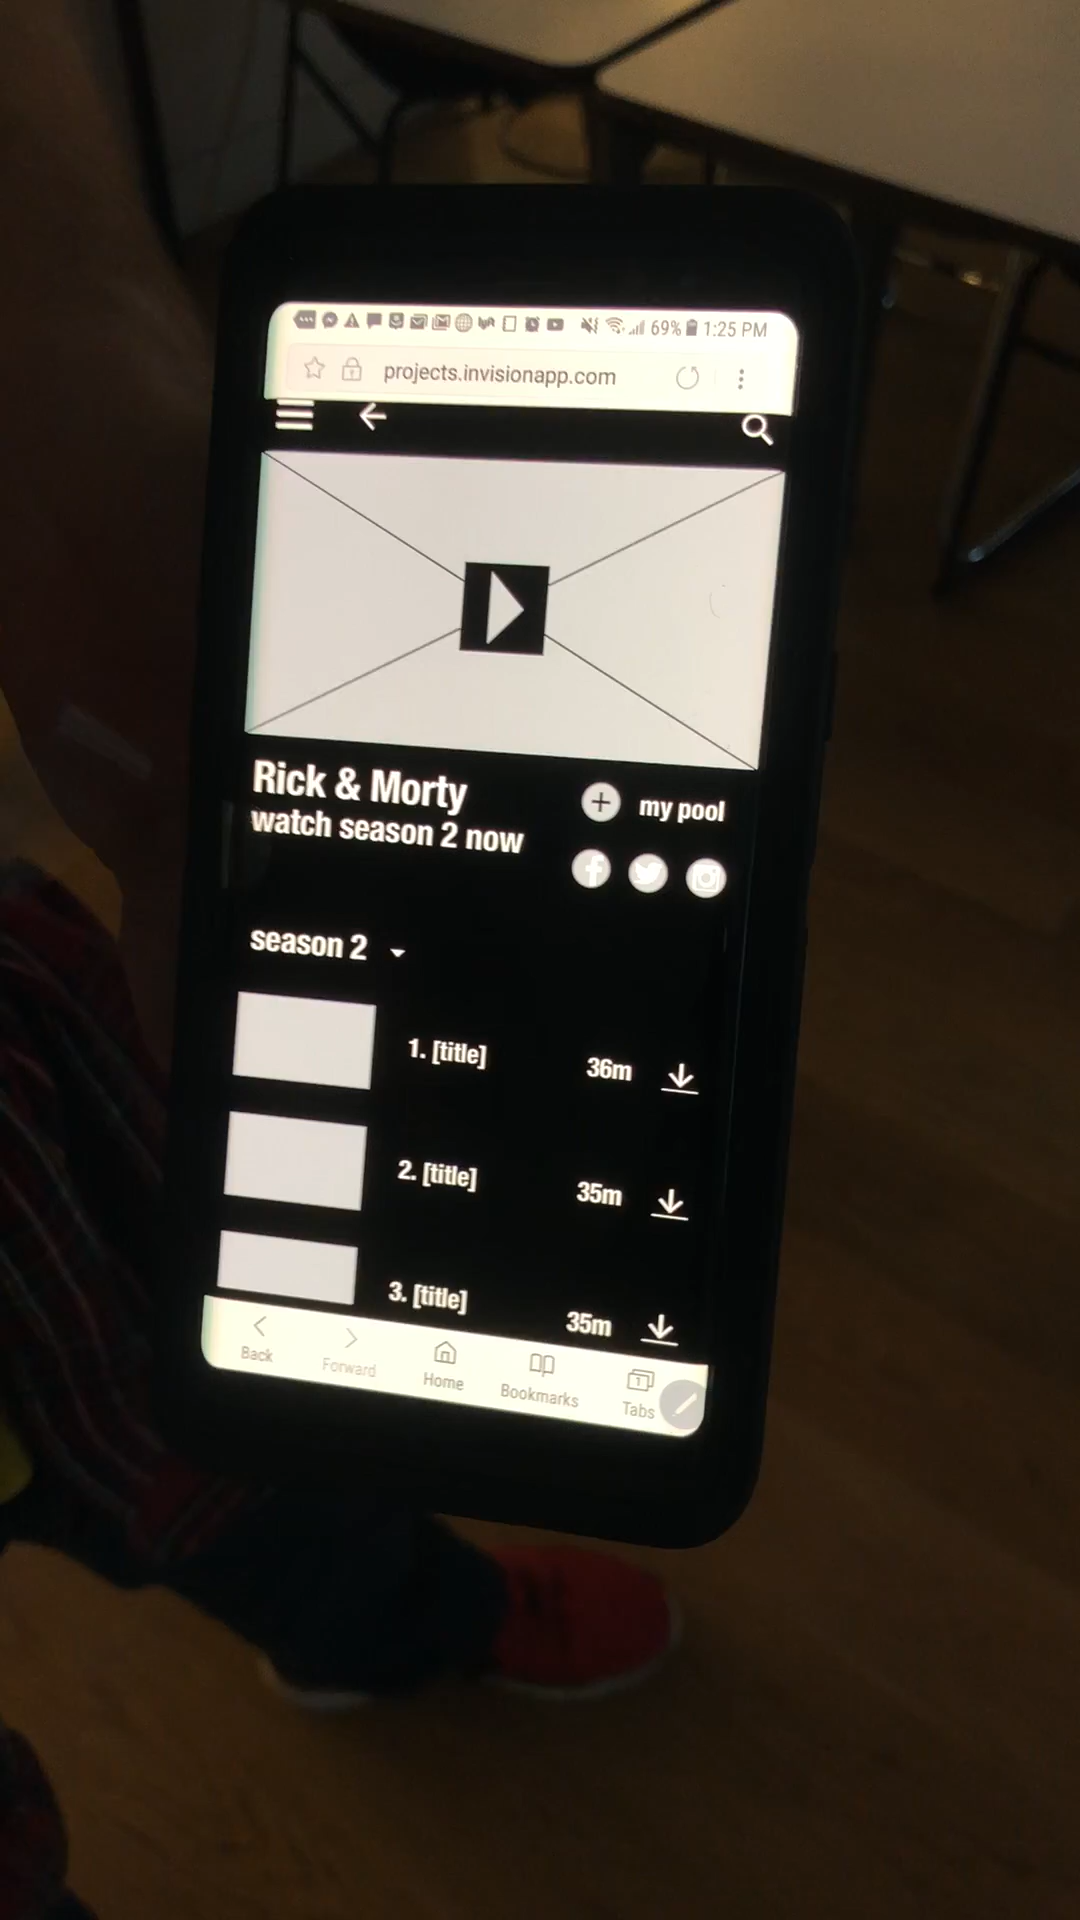 69% 1:25 PM
projects.invisionapp.com
Rick & Morty
watch season 2 now
my pool
season 2
1. [title] 36m
2. [title] 35m
3. [title] 35m
Back Forward Home Bookmarks 1 Tabs